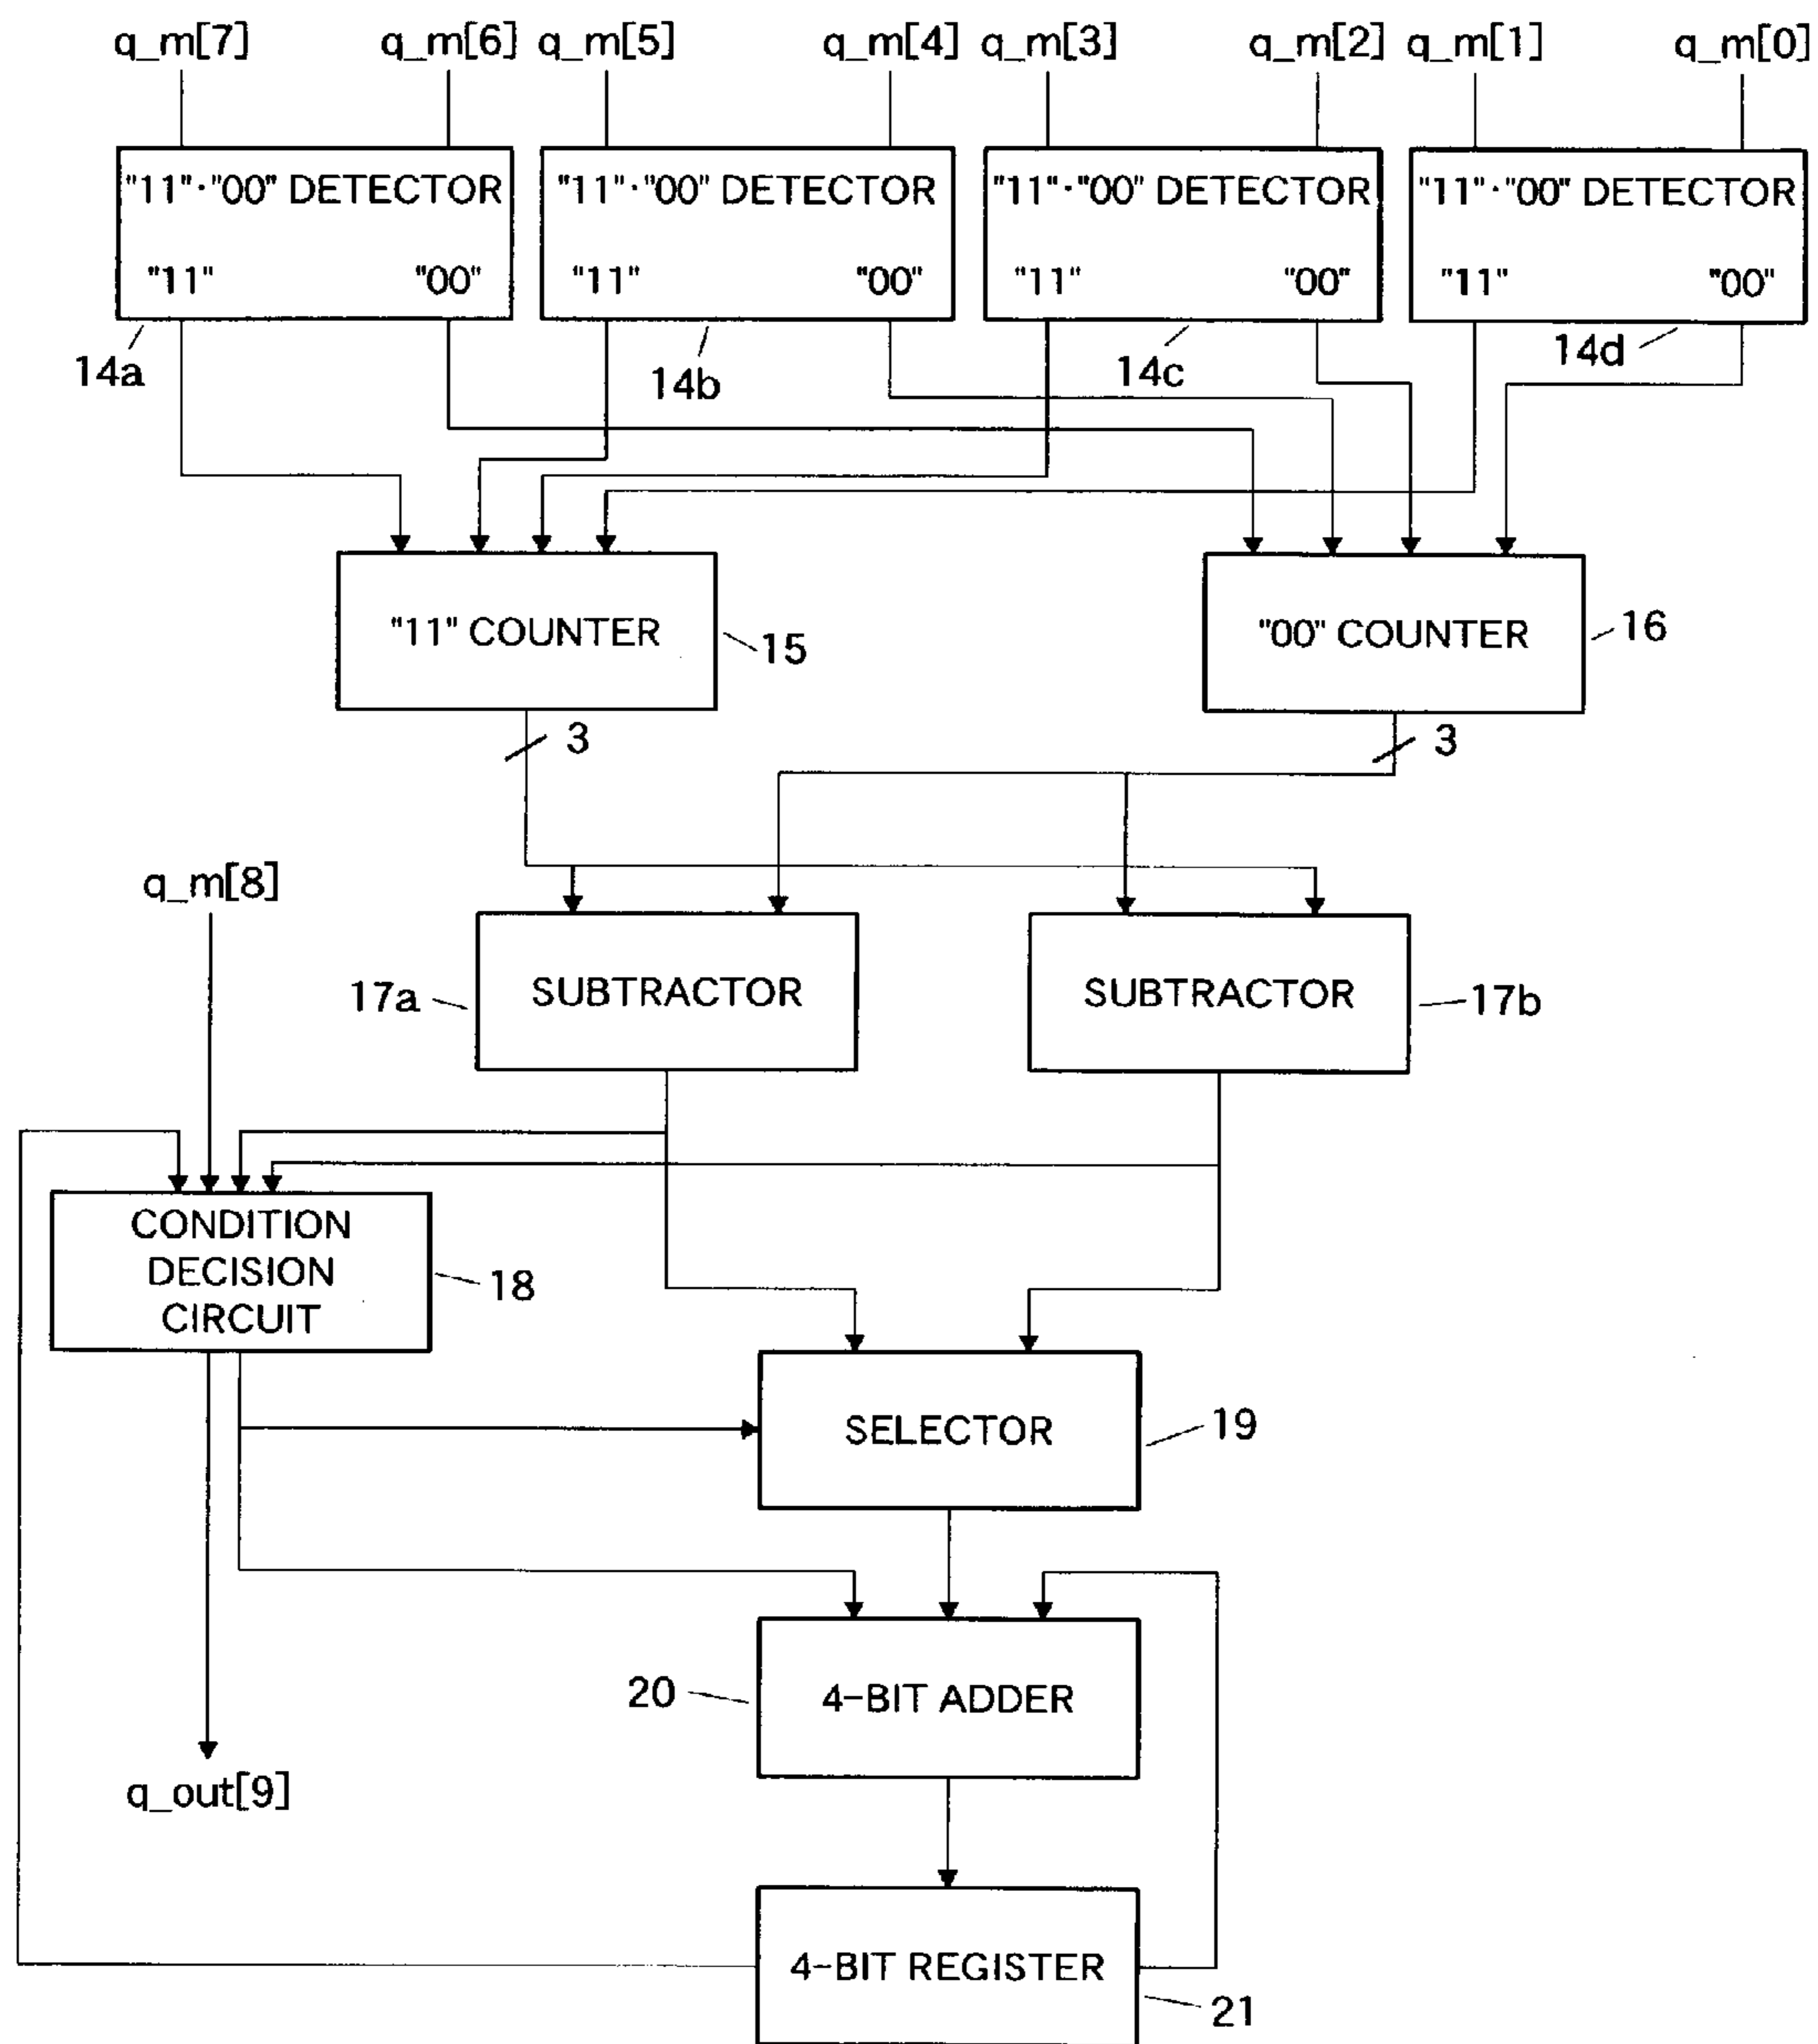 q_m[7] q_m[6] q_m[5] q_m[4] q_m[3] q_m[2] q_m[1] q_m[0]
"11"·"00" DETECTOR "11"·"00" DETECTOR "11"·"00" DETECTOR "11"·"00" DETECTOR
"11" "00" "11" "00" "11" "00" "11" "00"
14a 14b 14c 14d
"11" COUNTER 15 "00" COUNTER 16
3 3
q_m[8]
17a SUBTRACTOR SUBTRACTOR 17b
CONDITION
DECISION
CIRCUIT
18
SELECTOR 19
20 4-BIT ADDER
q_out[9]
4-BIT REGISTER
21